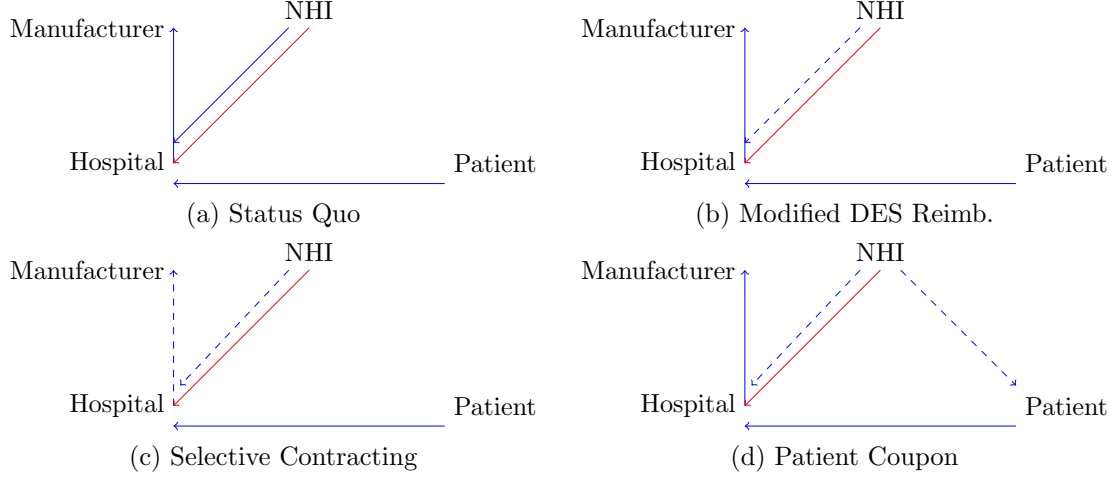 NHI
Manufacturer
Hospital
Patient
(a) Status Quo
NHI
Manufacturer
Hospital
Patient
(b) Modified DES Reimb.
NHI
Manufacturer
Hospital
Patient
(c) Selective Contracting
NHI
Manufacturer
Hospital
Patient
(d) Patient Coupon